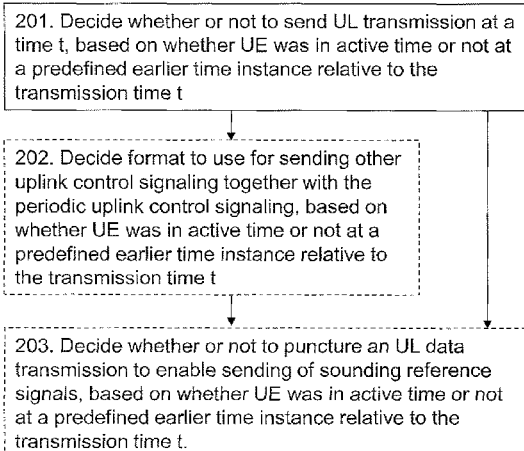 201. Decide whether or not to send UL transmission at a
time t, based on whether UE was in active time or not at
a predefined earlier time instance relative to the
transmission time t
202. Decide format to use for sending other
uplink control signaling together with the
periodic uplink control signaling, based on
whether UE was in active time or not at a
predefined earlier time instance relative to
the transmission time t
203. Decide whether or not to puncture an UL data
transmission to enable sending of sounding reference
signals, based on whether UE was in active time or not
at a predefined earlier time instance relative to the
transmission time t.